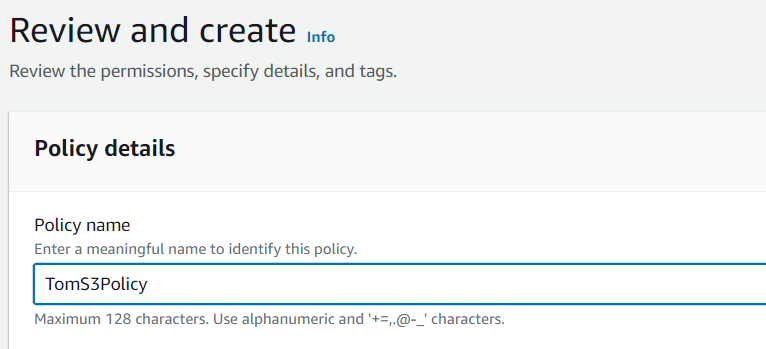 Review and create Info
Review the permissions, specify details, and tags.
Policy details
Policy name
Enter a meaningful name to identify this policy.
TomS3Policy
Maximum 128 characters. Use alphanumeric and '+=,.@-_' characters.